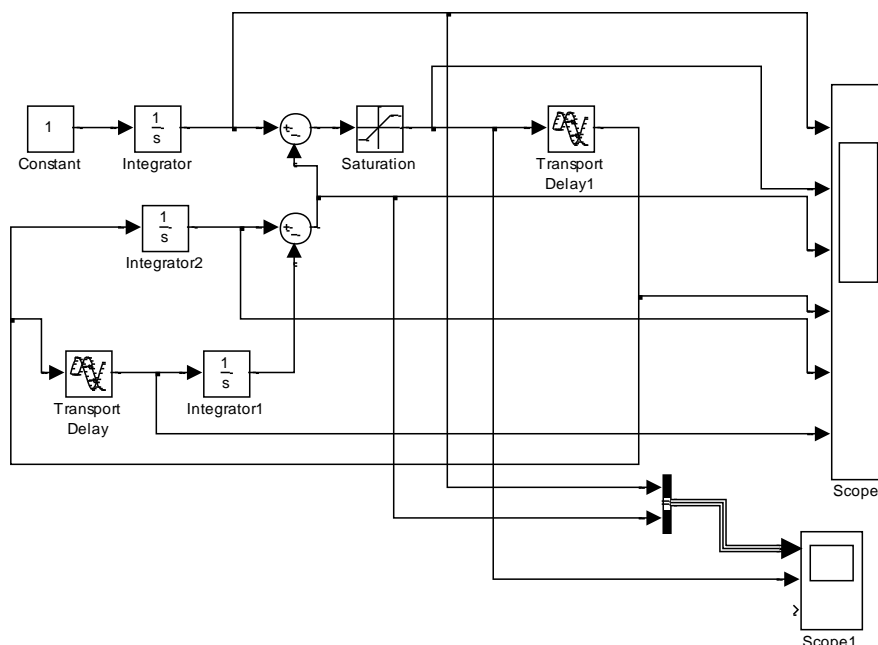 1
Constant
1
s
Integrator
+
−
Saturation
Transport
Delay1
1
s
Integrator2
+
−
Transport
Delay
1
s
Integrator1
Scope
Scope1